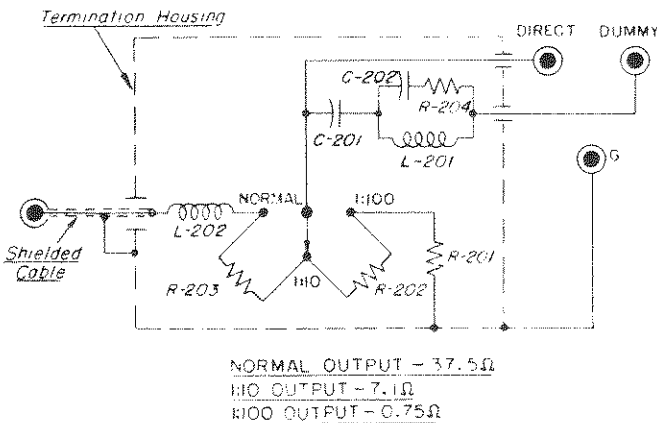 Termination Housing
DIRECT DUMMY
C-202
R-204
C-201
L-201
G
NORMAL 1:100
L-202
Shielded
Cable
R-203
1:10
R-202
R-201
NORMAL OUTPUT - 37.5Ω
1:10 OUTPUT - 7.1Ω
1:100 OUTPUT - 0.75Ω